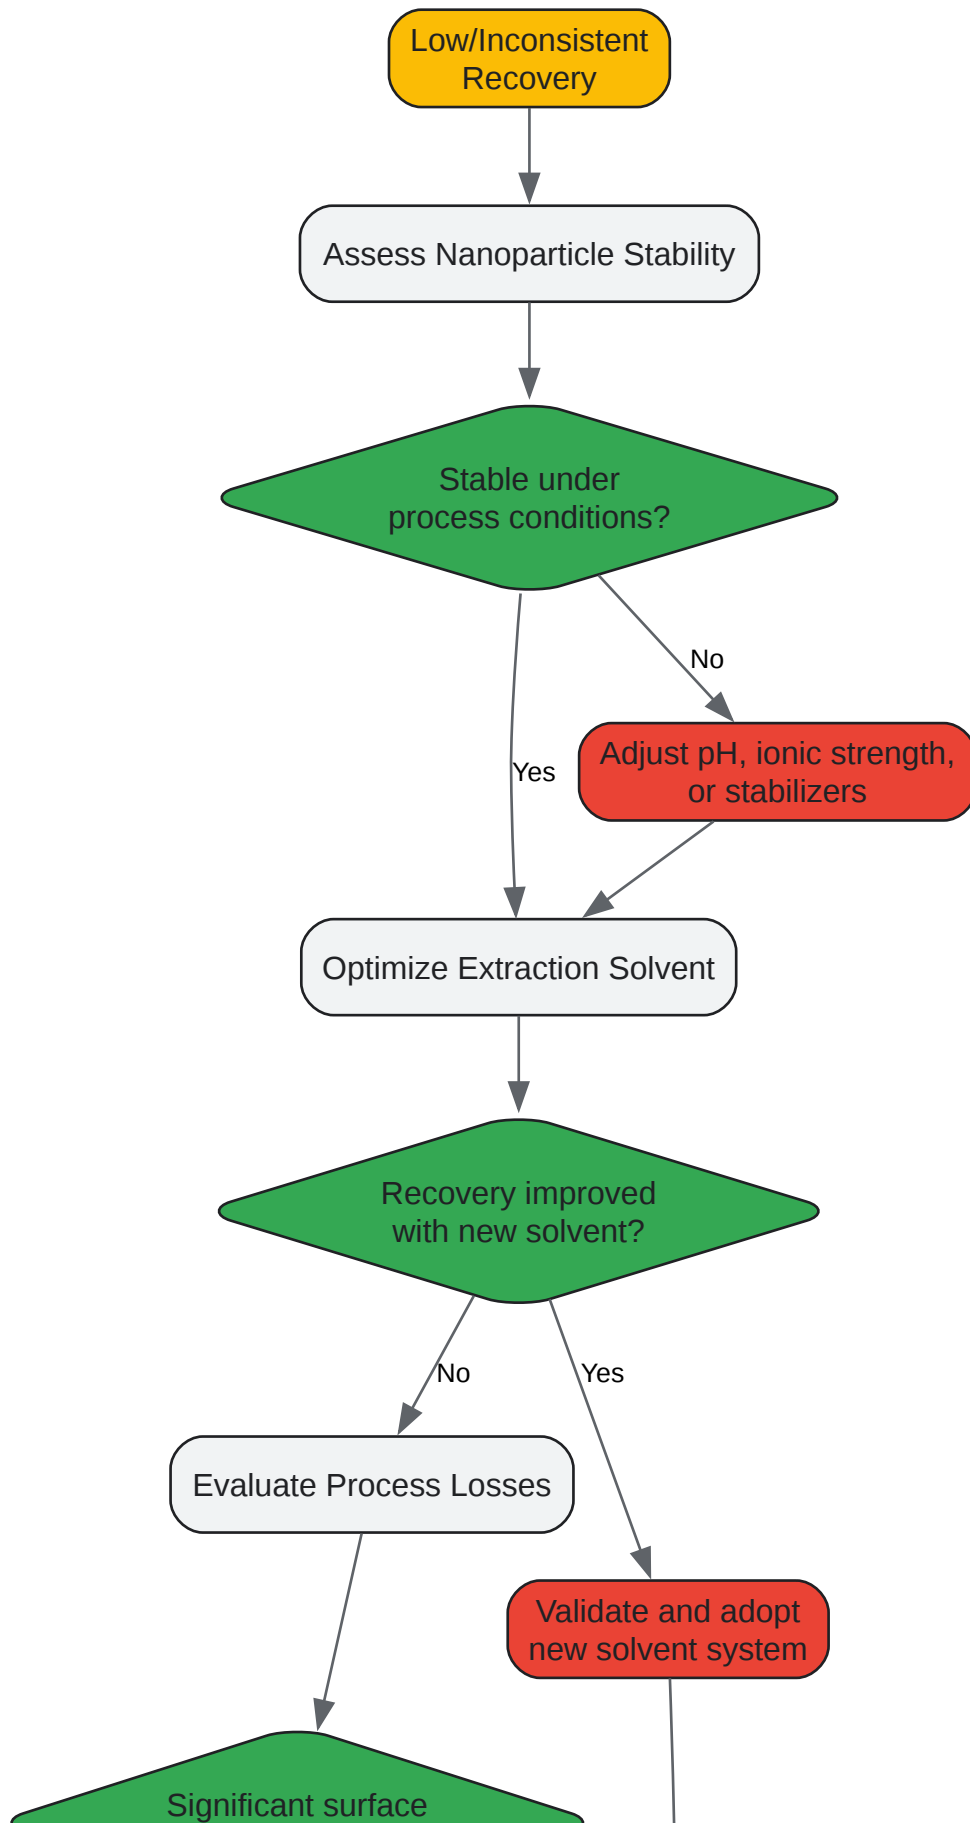 Low/Inconsistent
Recovery
Assess Nanoparticle Stability
Stable under
process conditions?
No
Adjust pH, ionic strength,
or stabilizers
Yes
Optimize Extraction Solvent
Recovery improved
with new solvent?
No
Yes
Evaluate Process Losses
Validate and adopt
new solvent system
Significant surface